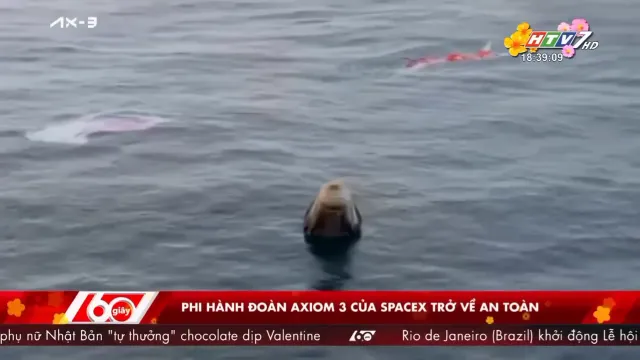 AX-3
HTV7 HD
18:39:09
60 giây
PHI HÀNH ĐOÀN AXIOM 3 CỦA SPACEX TRỞ VỀ AN TOÀN
phụ nữ Nhật Bản "tự thưởng" chocolate dịp Valentine 60 Rio de Janeiro (Brazil) khởi động Lễ hội